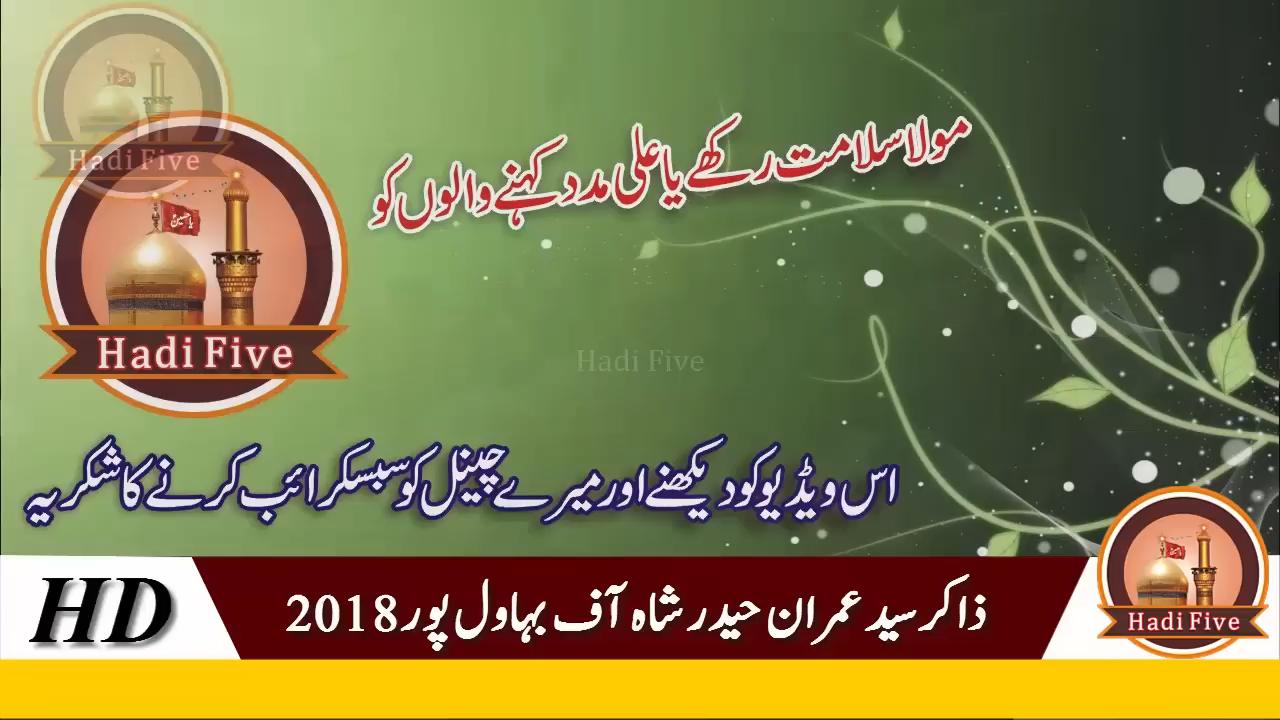 Hadi Five
مولا سلامت رکھے یا علی مدد کہنے والوں کو
یا حسینؑ
Hadi Five
Hadi Five
اس ویڈیو کو دیکھنے اور میرے چینل کو سبسکرائب کرنے کا شکریہ
HD
ذاکر سید عمران حیدر شاہ آف بہاول پور 2018
Hadi Five